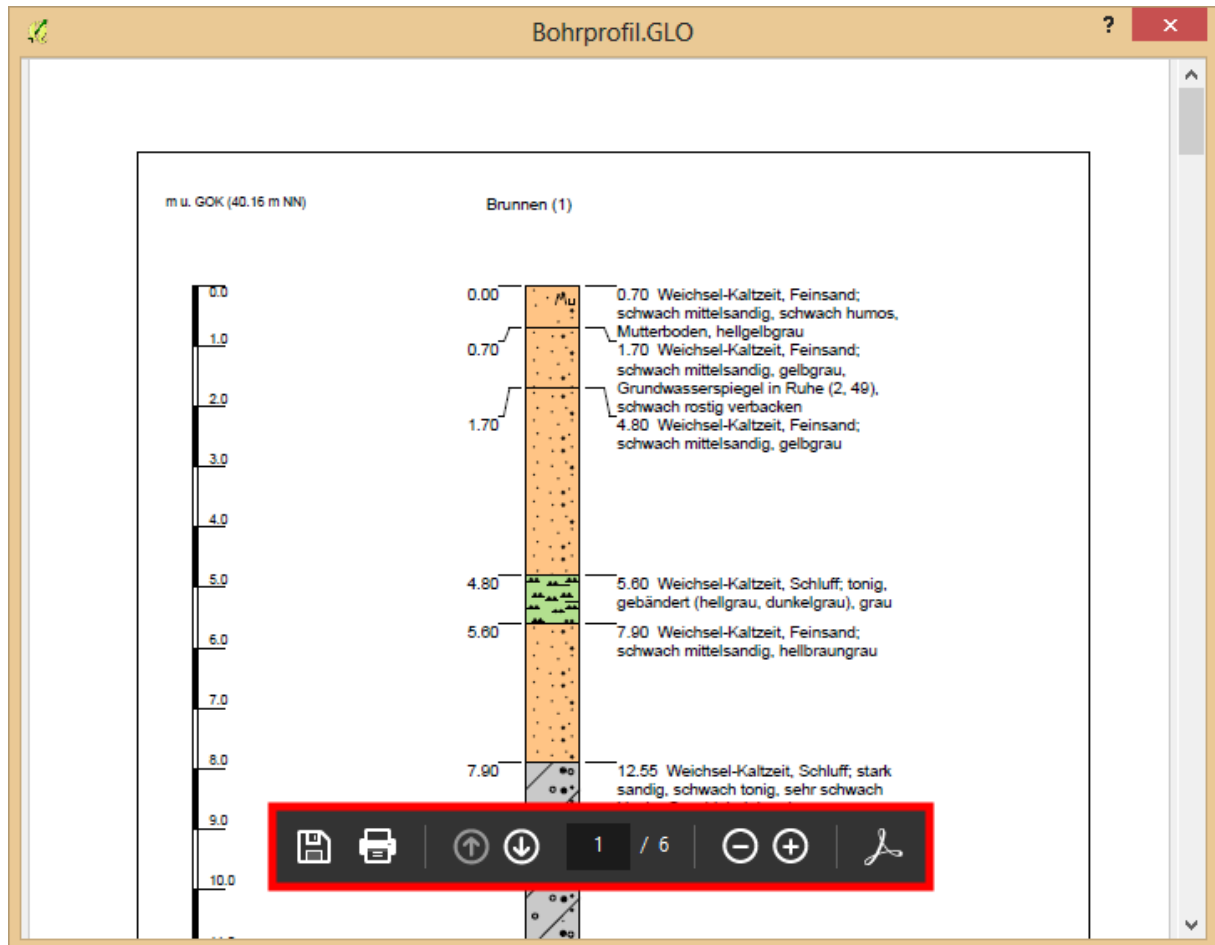 Bohrprofil.GLO
?
m u. GOK (40.16 m NN)
Brunnen (1)
0.0
1.0
2.0
3.0
4.0
5.0
6.0
7.0
8.0
9.0
10.0
0.00
0.70
1.70
4.80
5.60
7.90
Mu
0.70 Weichsel-Kaltzeit, Feinsand;
schwach mittelsandig, schwach humos,
Mutterboden, hellgelbgrau
1.70 Weichsel-Kaltzeit, Feinsand;
schwach mittelsandig, gelbgrau,
Grundwasserspiegel in Ruhe (2, 49),
schwach rostig verbacken
4.80 Weichsel-Kaltzeit, Feinsand;
schwach mittelsandig, gelbgrau
5.60 Weichsel-Kaltzeit, Schluff; tonig,
gebändert (hellgrau, dunkelgrau), grau
7.90 Weichsel-Kaltzeit, Feinsand;
schwach mittelsandig, hellbraungrau
12.55 Weichsel-Kaltzeit, Schluff; stark
sandig, schwach tonig, sehr schwach
1 / 6